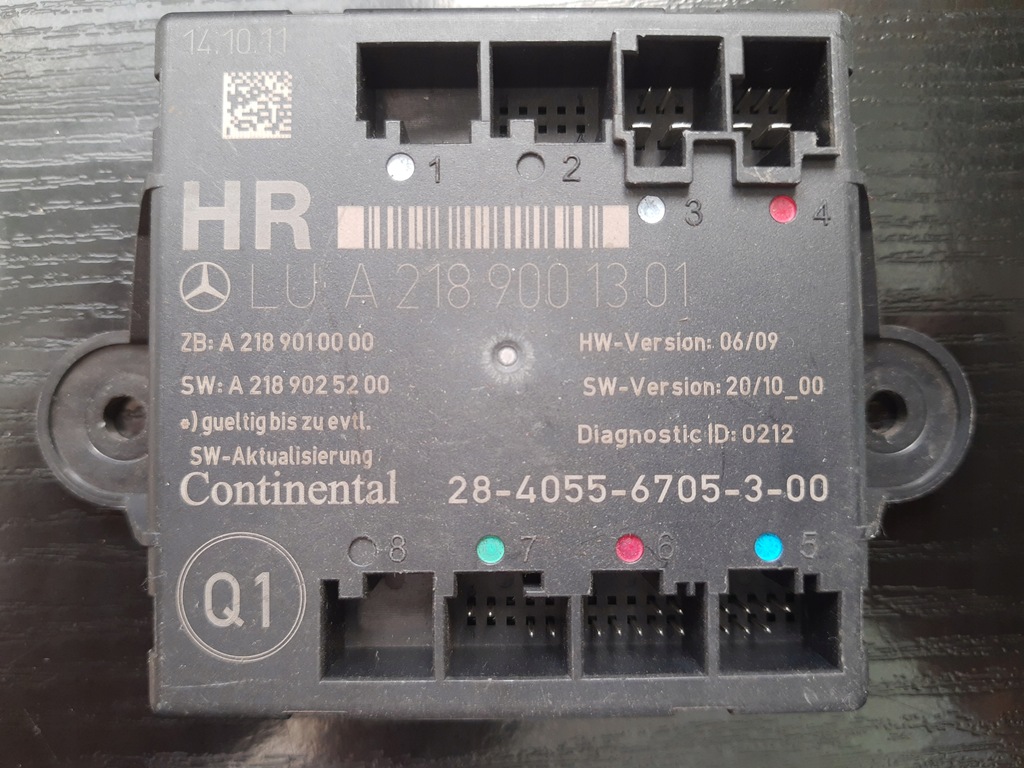 14.10.11
1 2
3 4
HR
LU A 218 900 13 01
ZB: A 218 901 00 00
HW-Version: 06/09
SW: A 218 902 52 00
SW-Version: 20/10_00
*) gueltig bis zu evtl.
SW-Aktualisierung
Diagnostic ID: 0212
Continental 28-4055-6705-3-00
8 7 6 5
Q1